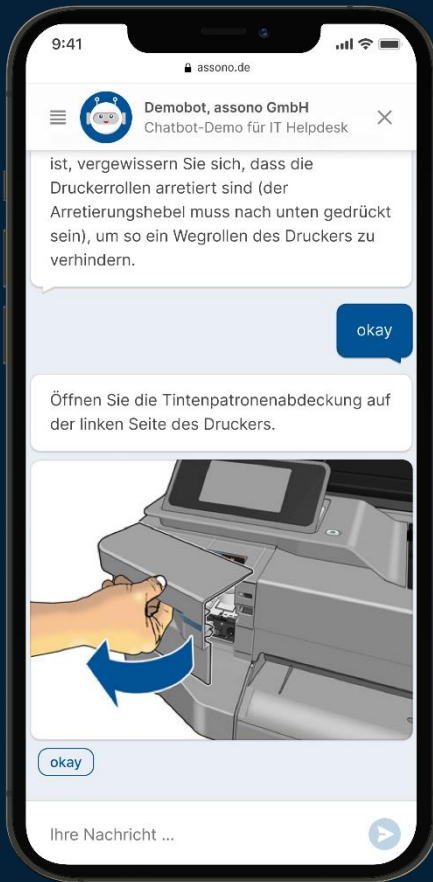 9:41
assono.de
Demobot, assono GmbH
Chatbot-Demo für IT Helpdesk
ist, vergewissern Sie sich, dass die
Druckerrollen arretiert sind (der
Arretierungshebel muss nach unten gedrückt
sein), um so ein Wegrollen des Druckers zu
verhindern.
okay
Öffnen Sie die Tintenpatronenabdeckung auf
der linken Seite des Druckers.
okay
Ihre Nachricht ...